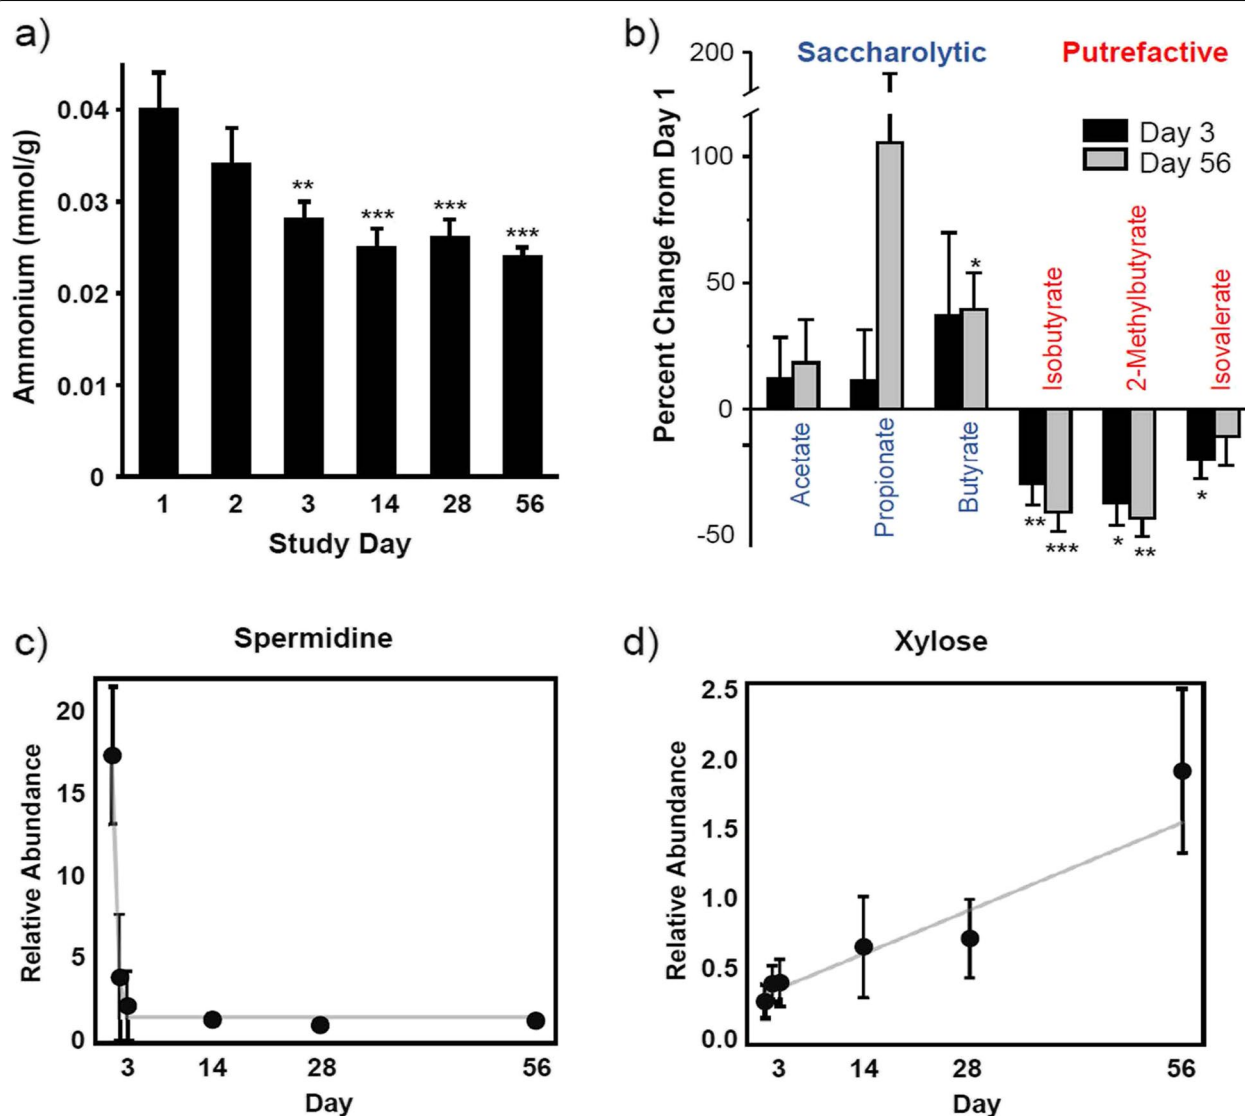 a)
Ammonium (mmol/g)
0.04
0.03
0.02
0.01
0
**
***
***
***
1 2 3 14 28 56
Study Day
b)
Saccharolytic Putrefactive
Percent Change from Day 1
200
100
50
0
-50
Day 3
Day 56
Acetate
Propionate
Butyrate
Isobutyrate
2-Methylbutyrate
Isovalerate
*
**
***
*
**
*
c)
Spermidine
Relative Abundance
20
15
10
5
0
3 14 28 56
Day
d)
Xylose
Relative Abundance
2.5
2.0
1.5
1.0
0.5
0.0
3 14 28 56
Day